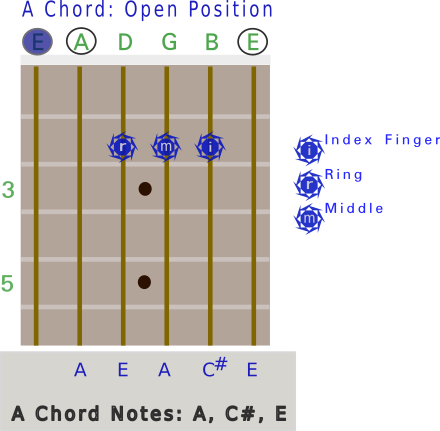 A Chord: Open Position
E A D G B E
r m i
i Index Finger
r Ring
m Middle
3
5
A E A C# E
A Chord Notes: A, C#, E